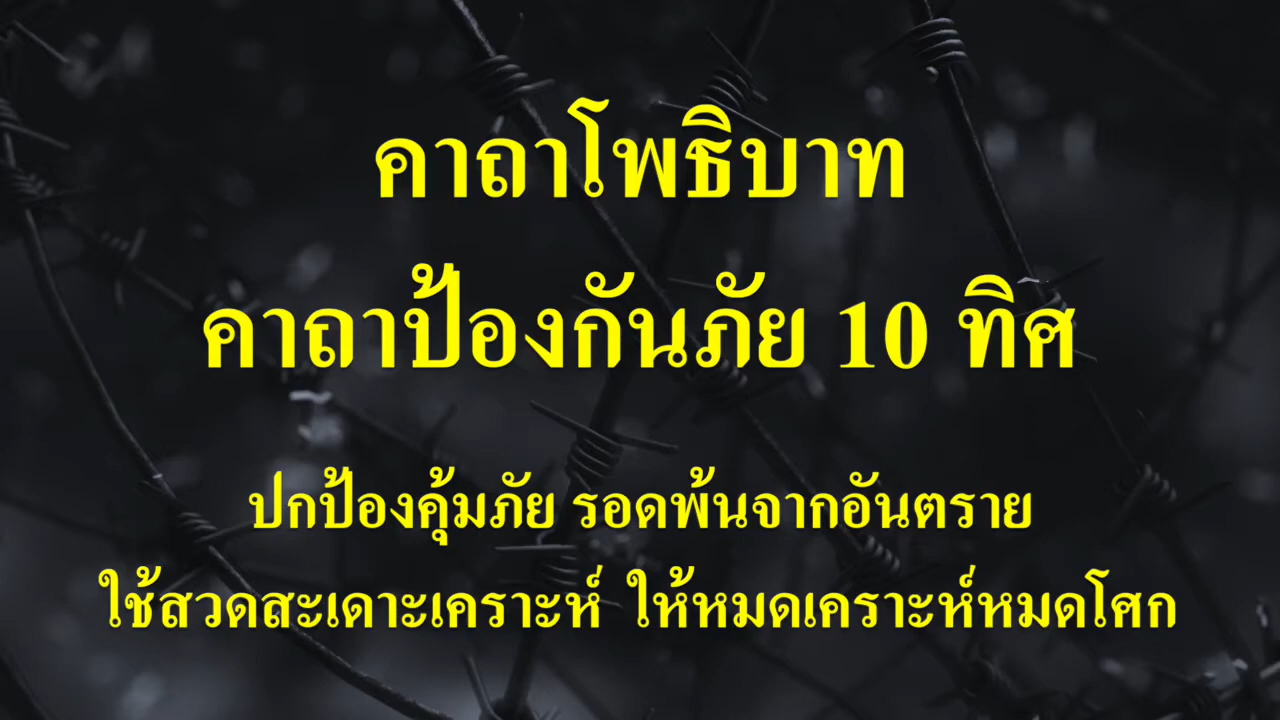 คาถาโพธิบาท
คาถาป้องกันภัย 10 ทิศ
ปกป้องคุ้มภัย รอดพ้นจากอันตราย
ใช้สวดสะเดาะเคราะห์ ให้หมดเคราะห์หมดโศก